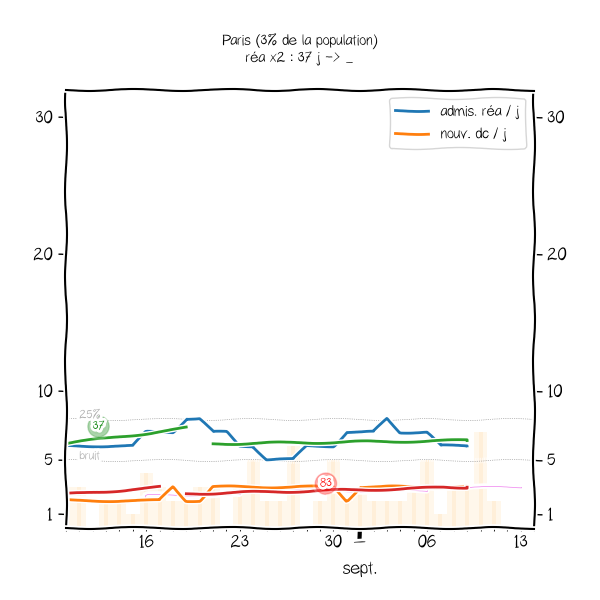 Paris (3% de la population)
réa x2 : 37 j -> _
admis. réa / j
nouv. dc / j
30 30
20 20
10 10
25%
37
bruit
5 5
83
1 1
16 23 30 06 13
sept.